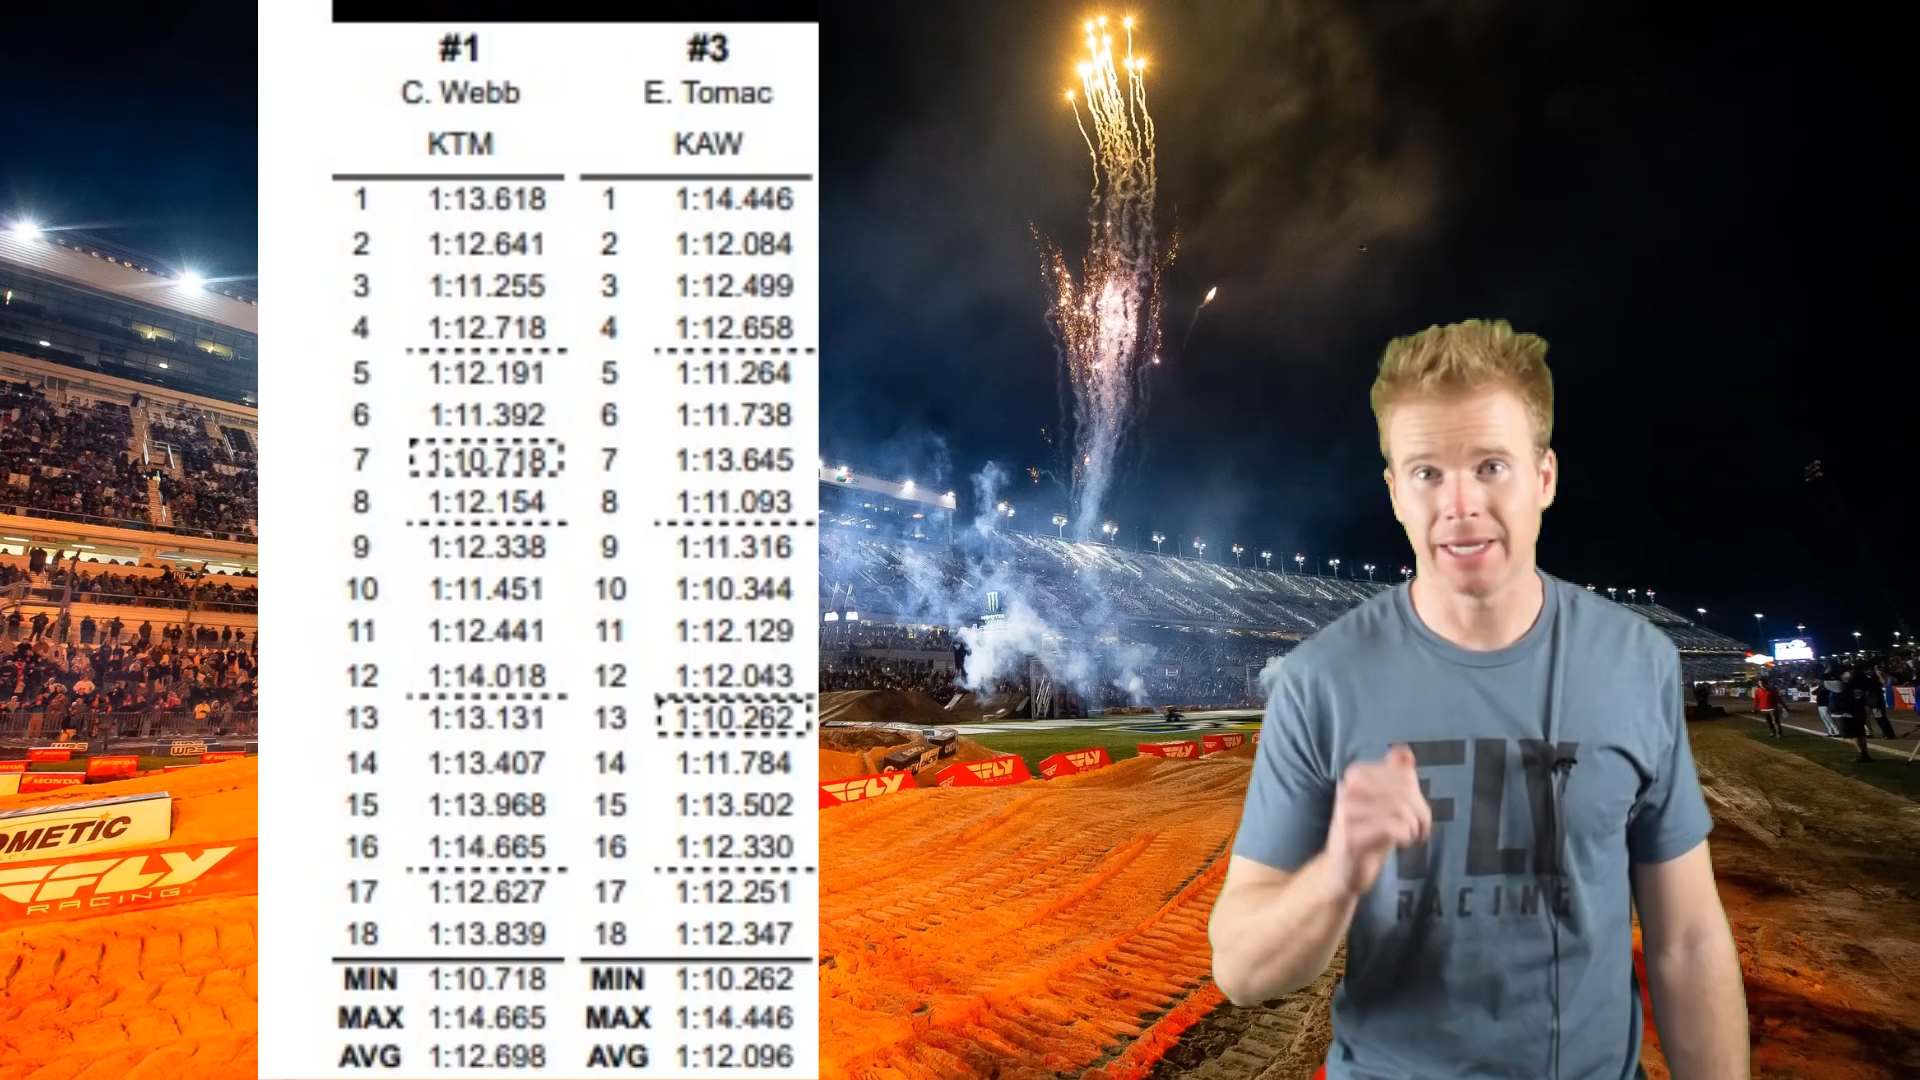 #1 #3
C. Webb E. Tomac
KTM KAW
1 1:13.618 1 1:14.446
2 1:12.641 2 1:12.084
3 1:11.255 3 1:12.499
4 1:12.718 4 1:12.658
5 1:12.191 5 1:11.264
6 1:11.392 6 1:11.738
7 1:10.718 7 1:13.645
8 1:12.154 8 1:11.093
9 1:12.338 9 1:11.316
10 1:11.451 10 1:10.344
11 1:12.441 11 1:12.129
12 1:14.018 12 1:12.043
13 1:13.131 13 1:10.262
14 1:13.407 14 1:11.784
15 1:13.968 15 1:13.502
16 1:14.665 16 1:12.330
17 1:12.627 17 1:12.251
18 1:13.839 18 1:12.347
MIN 1:10.718 MIN 1:10.262
MAX 1:14.665 MAX 1:14.446
AVG 1:12.698 AVG 1:12.096
WPS
HONDA
HONDA
OMETIC
FLY
RACING
FLY
FLY
FLY
FLY
FLY
FLY
RACING